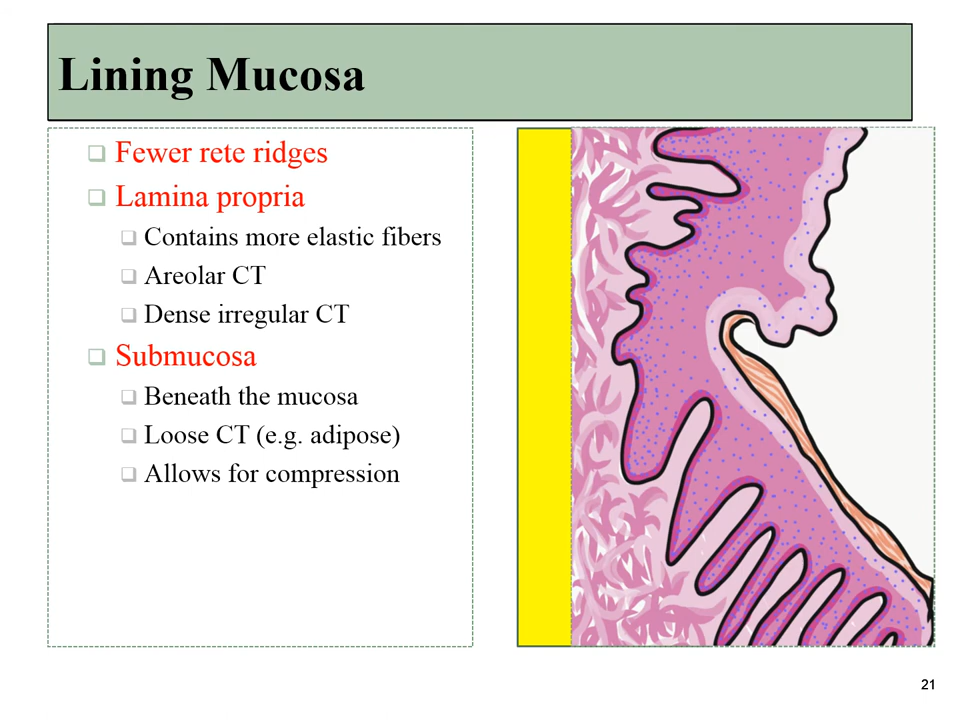 Lining Mucosa
Fewer rete ridges
Lamina propria
Contains more elastic fibers
Areolar CT
Dense irregular CT
Submucosa
Beneath the mucosa
Loose CT (e.g. adipose)
Allows for compression
21